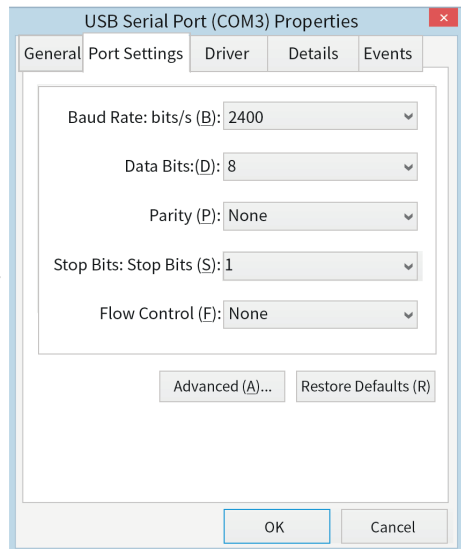 USB Serial Port (COM3) Properties
General Port Settings Driver Details Events
Baud Rate: bits/s (B): 2400
Data Bits:(D): 8
Parity (P): None
Stop Bits: Stop Bits (S): 1
Flow Control (F): None
Advanced (A)... Restore Defaults (R)
OK Cancel